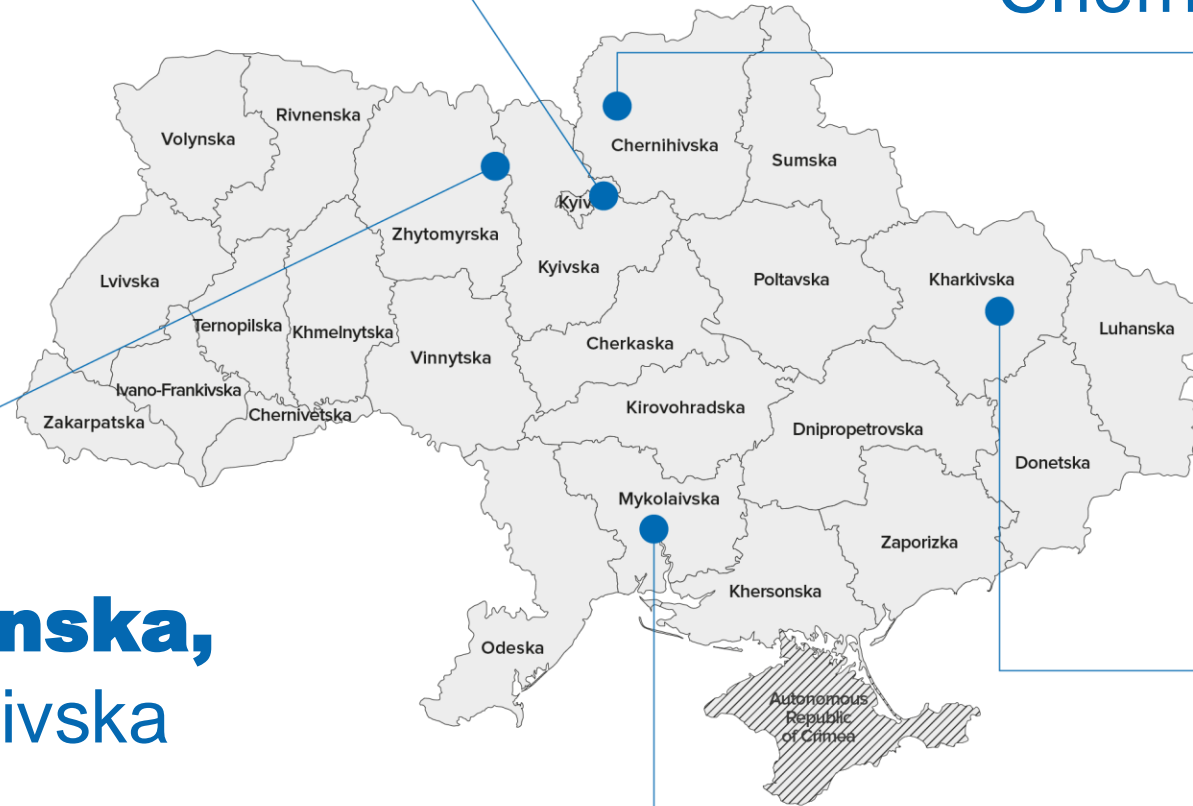 Rivnenska
Volynska
Chernihivska
Sumska
Kyiv
Zhytomyrska
Kyivska
Lvivska
Poltavska
Kharkivska
Ternopilska
Khmelnytska
Luhanska
Cherkaska
Vinnytska
Ivano-Frankivska
Zakarpatska
Chernivetska
Kirovohradska
Dnipropetrovska
Donetska
Mykolaivska
Zaporizka
Khersonska
nska,
ivska
Odeska
Autonomous
Republic
of Crimea